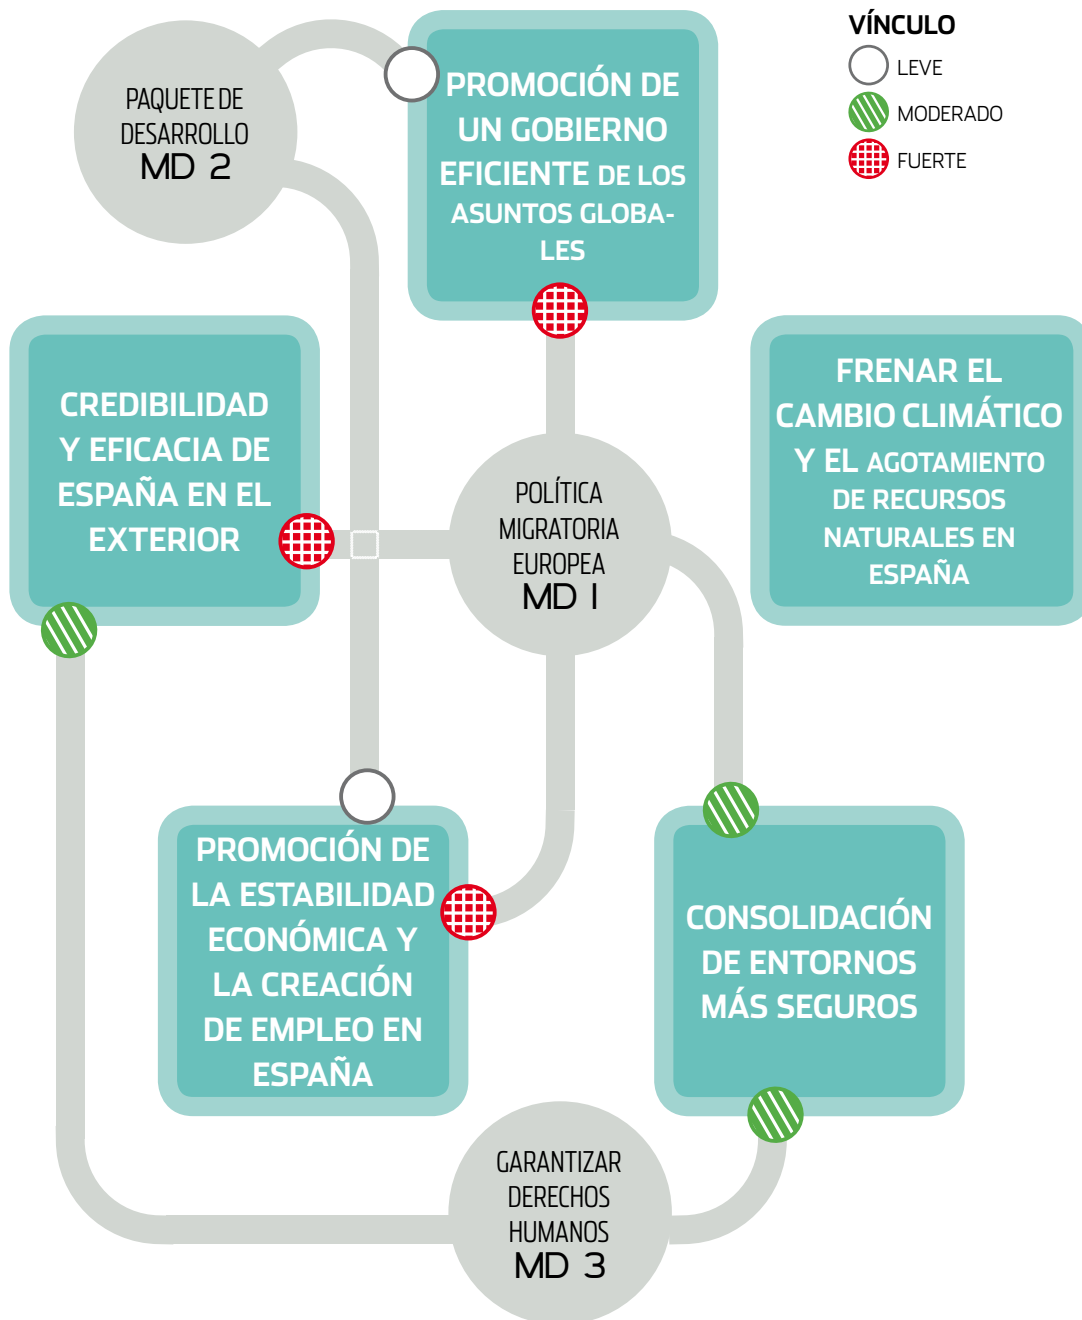 VÍNCULO
LEVE
MODERADO
FUERTE
PAQUETE DE
DESARROLLO
MD 2
PROMOCIÓN DE
UN GOBIERNO
EFICIENTE DE LOS
ASUNTOS GLOBA-
LES
CREDIBILIDAD
Y EFICACIA DE
ESPAÑA EN EL
EXTERIOR
POLÍTICA
MIGRATORIA
EUROPEA
MD I
FRENAR EL
CAMBIO CLIMÁTICO
Y EL AGOTAMIENTO
DE RECURSOS
NATURALES EN
ESPAÑA
PROMOCIÓN DE
LA ESTABILIDAD
ECONÓMICA Y
LA CREACIÓN
DE EMPLEO EN
ESPAÑA
CONSOLIDACIÓN
DE ENTORNOS
MÁS SEGUROS
GARANTIZAR
DERECHOS
HUMANOS
MD 3